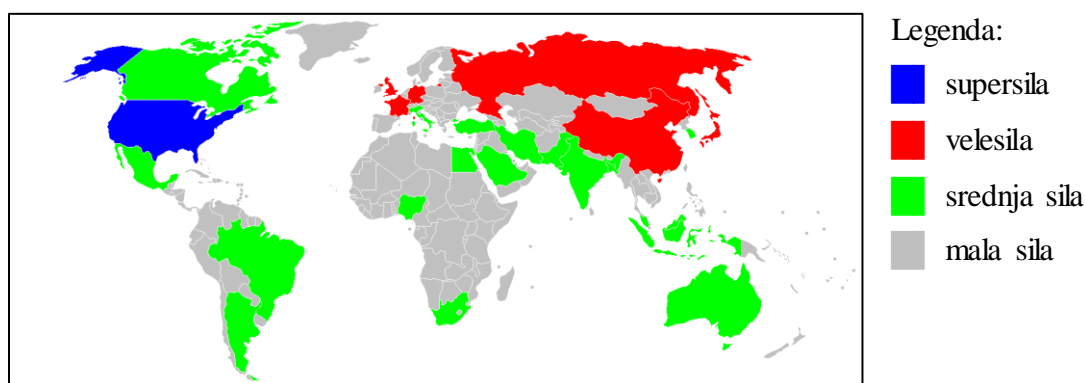 Legenda:
supersila
velesila
srednja sila
mala sila